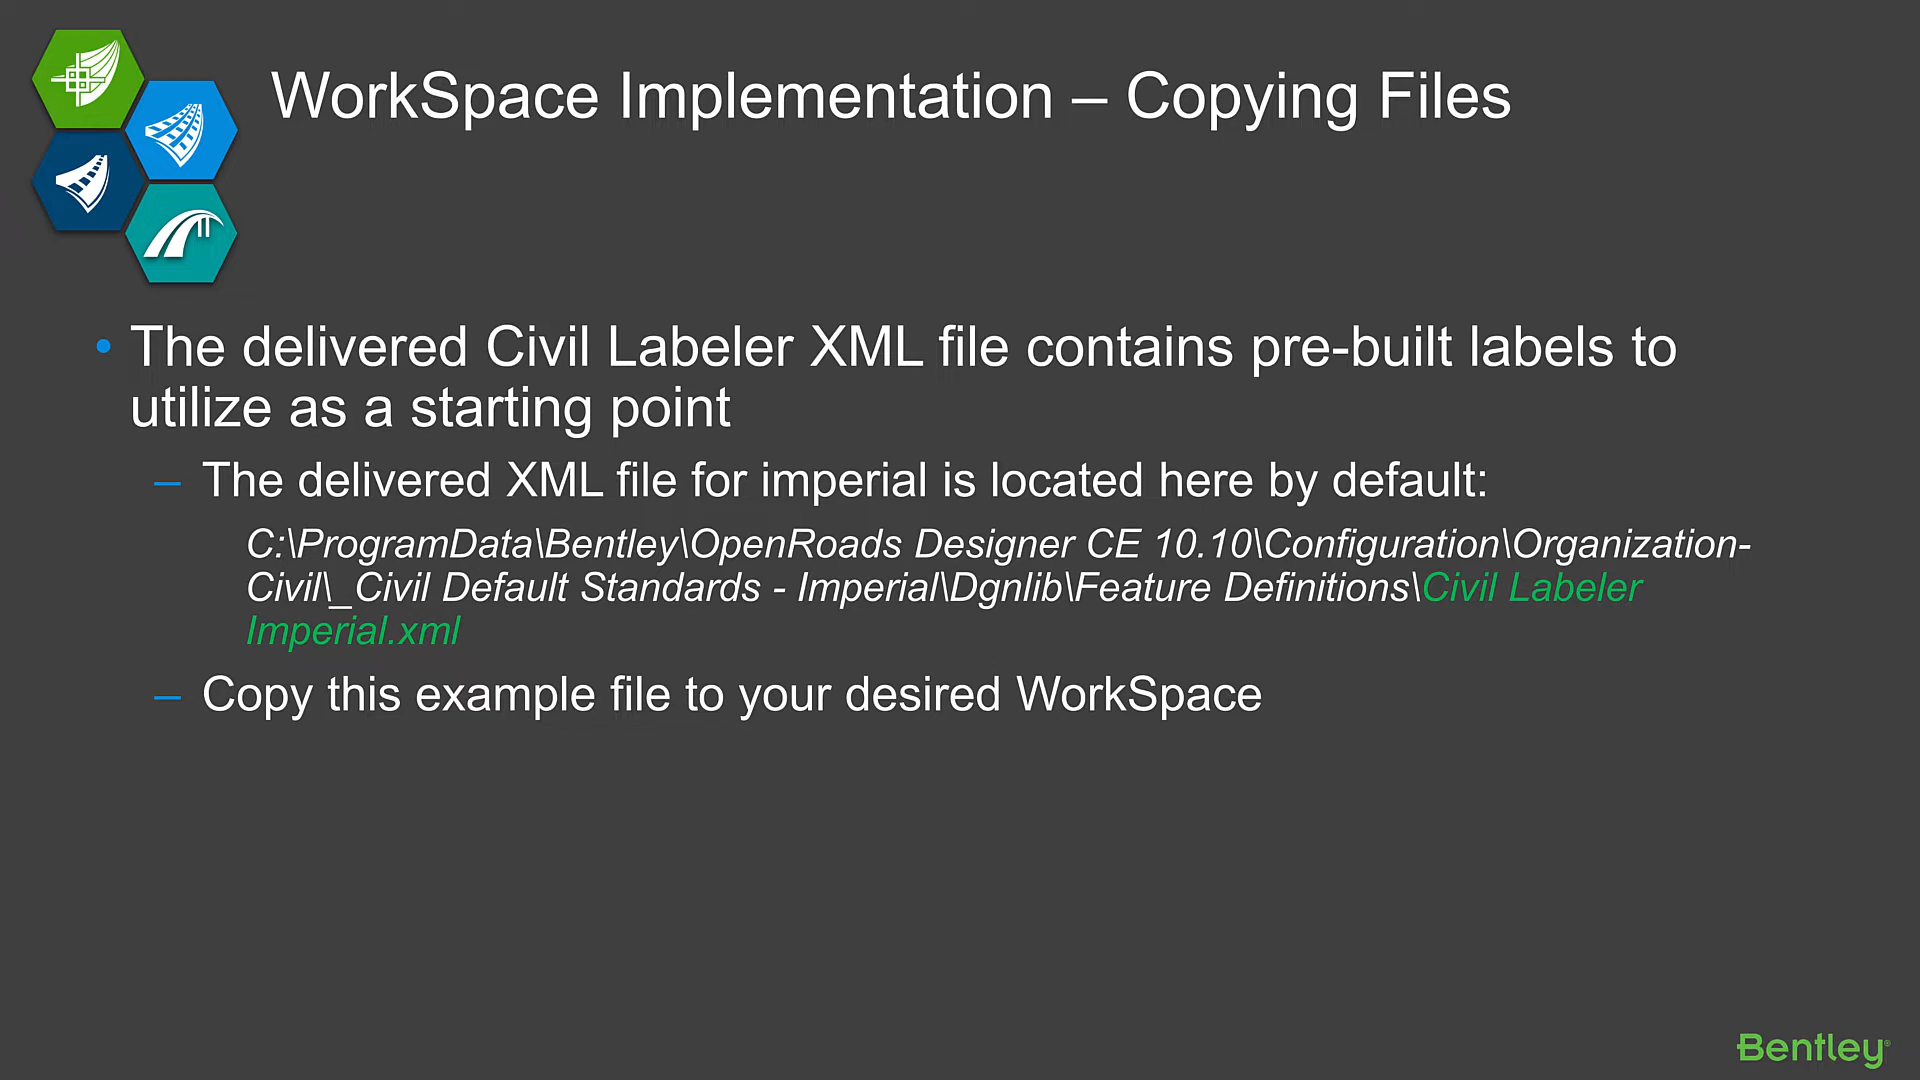 WorkSpace Implementation – Copying Files
• The delivered Civil Labeler XML file contains pre-built labels to
utilize as a starting point
– The delivered XML file for imperial is located here by default:
C:\ProgramData\Bentley\OpenRoads Designer CE 10.10\Configuration\Organization-
Civil\_Civil Default Standards - Imperial\Dgnlib\Feature Definitions\Civil Labeler
Imperial.xml
– Copy this example file to your desired WorkSpace
Bentley®